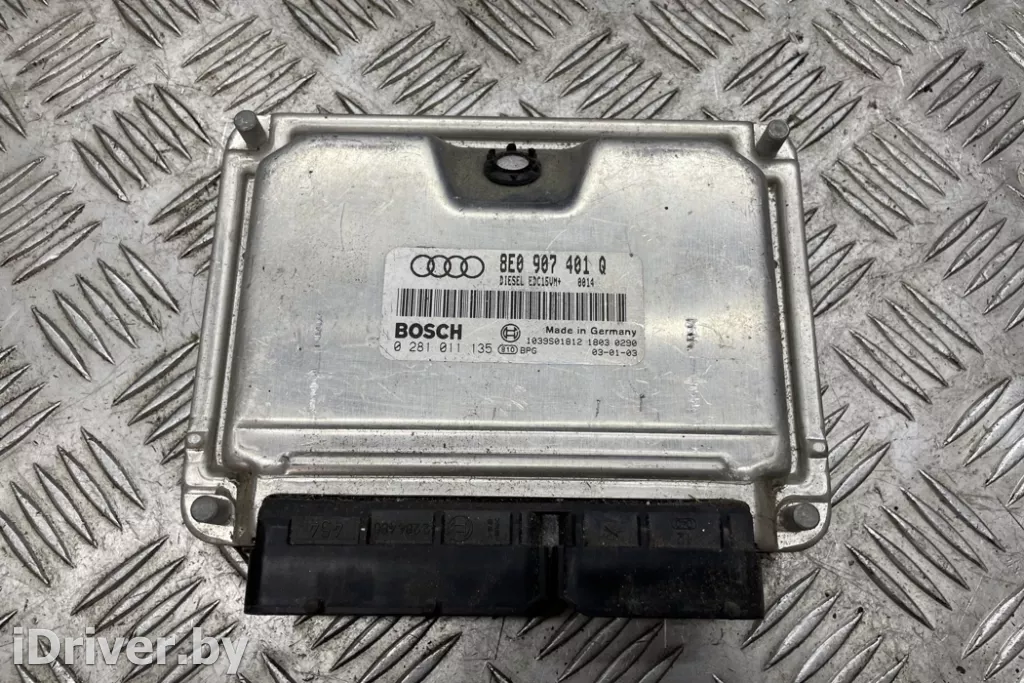 8E0 907 401 Q
DIESEL EDC15VM+ 0014
BOSCH
Made in Germany
0 281 011 135 810 BPG
1039S01812 1803 0290
03-01-03
iDriver.by